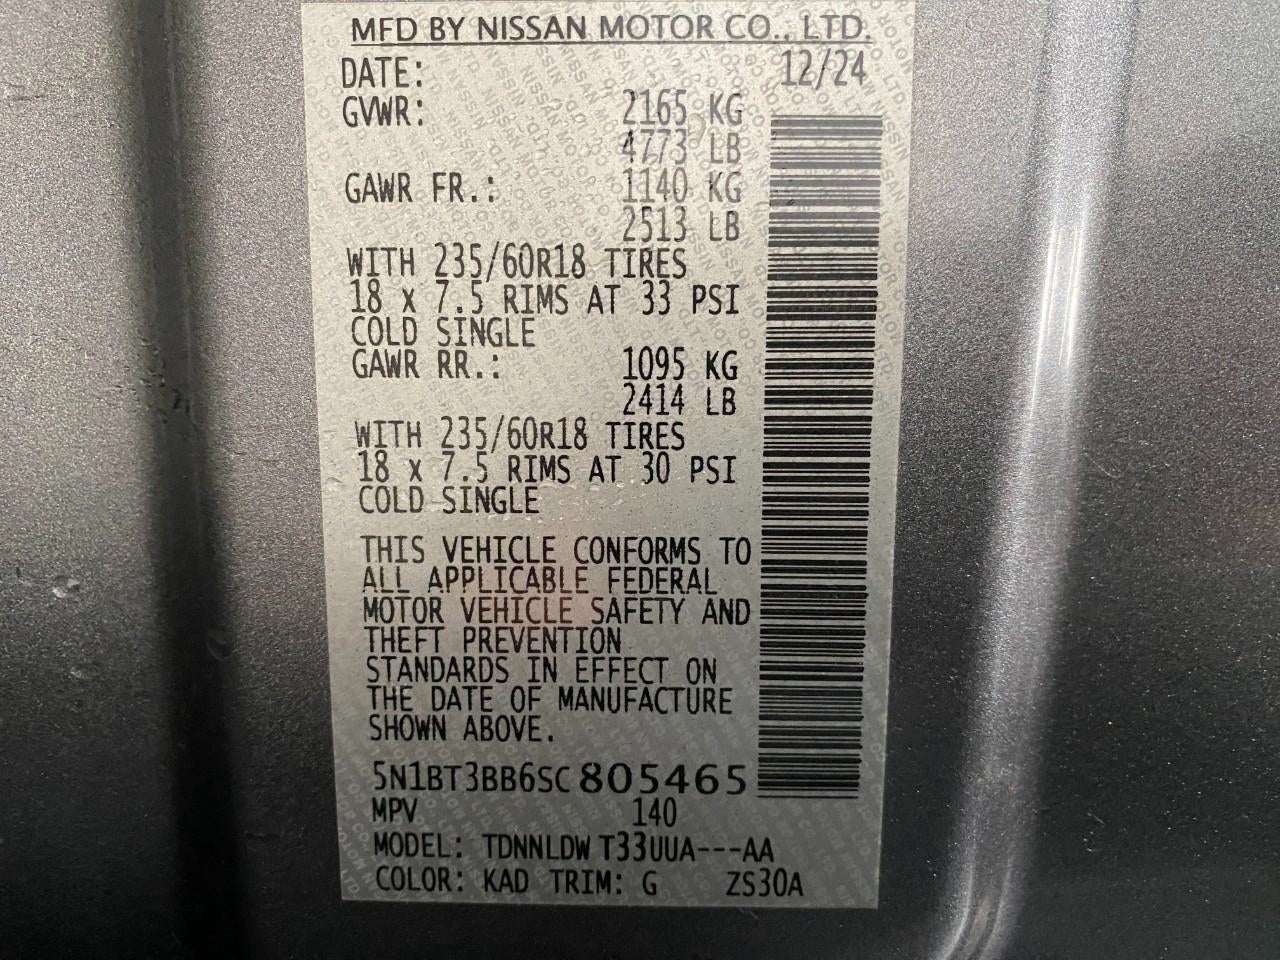 MFD BY NISSAN MOTOR CO., LTD.
DATE: 12/24
GVWR: 2165 KG
4773 LB
GAWR FR.: 1140 KG
2513 LB
WITH 235/60R18 TIRES
18 x 7.5 RIMS AT 33 PSI
COLD SINGLE
GAWR RR.: 1095 KG
2414 LB
WITH 235/60R18 TIRES
18 x 7.5 RIMS AT 30 PSI
COLD SINGLE
THIS VEHICLE CONFORMS TO
ALL APPLICABLE FEDERAL
MOTOR VEHICLE SAFETY AND
THEFT PREVENTION
STANDARDS IN EFFECT ON
THE DATE OF MANUFACTURE
SHOWN ABOVE.
5N1BT3BB6SC805465
MPV 140
MODEL: TDNNLDW T33UUA---AA
COLOR: KAD TRIM: G ZS30A